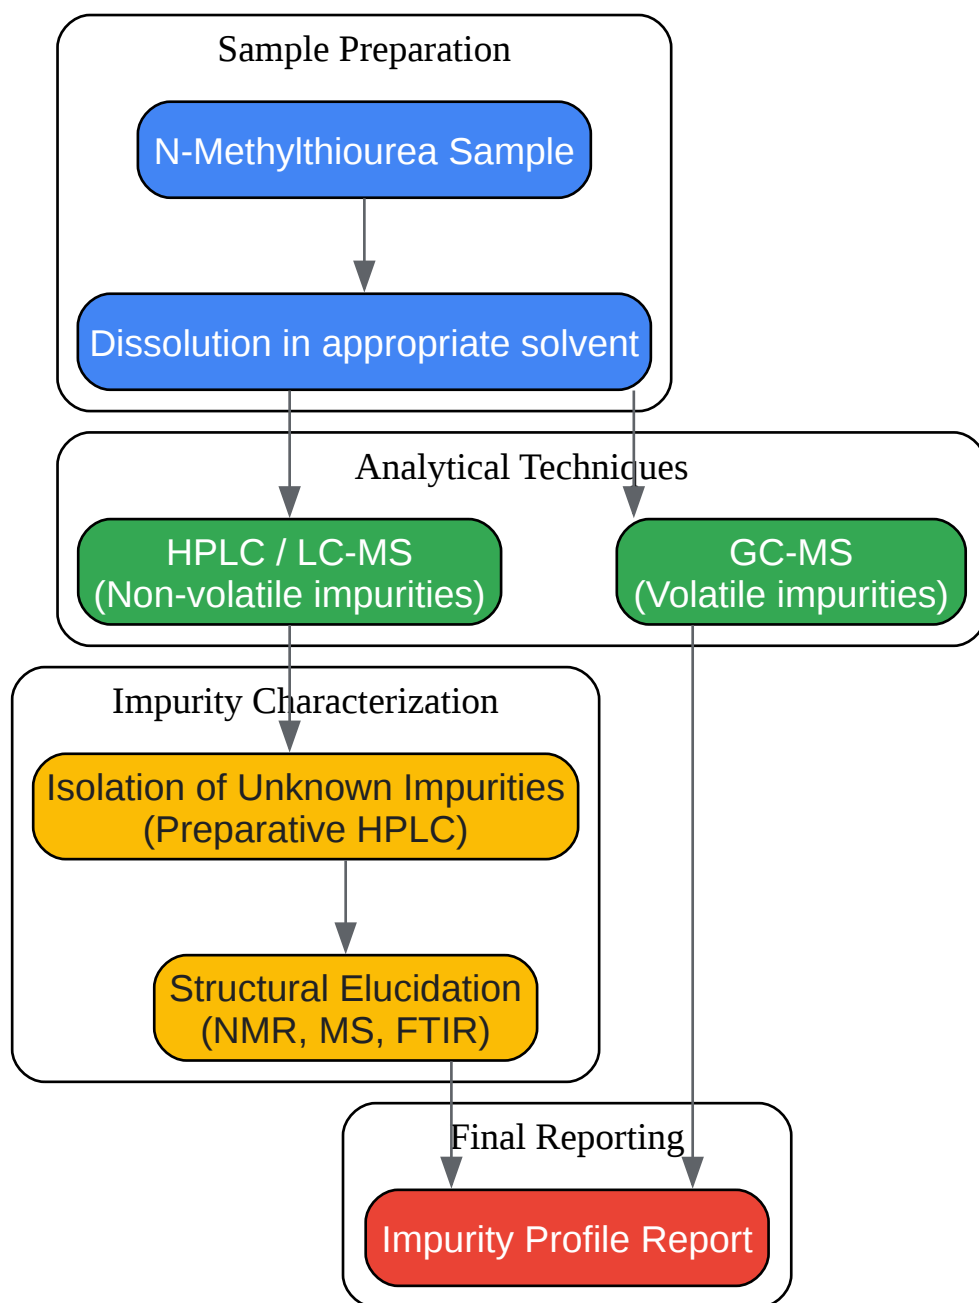 Sample Preparation
N-Methylthiourea Sample
Dissolution in appropriate solvent
Analytical Techniques
HPLC / LC-MS
(Non-volatile impurities)
GC-MS
(Volatile impurities)
Impurity Characterization
Isolation of Unknown Impurities
(Preparative HPLC)
Structural Elucidation
(NMR, MS, FTIR)
Final Reporting
Impurity Profile Report